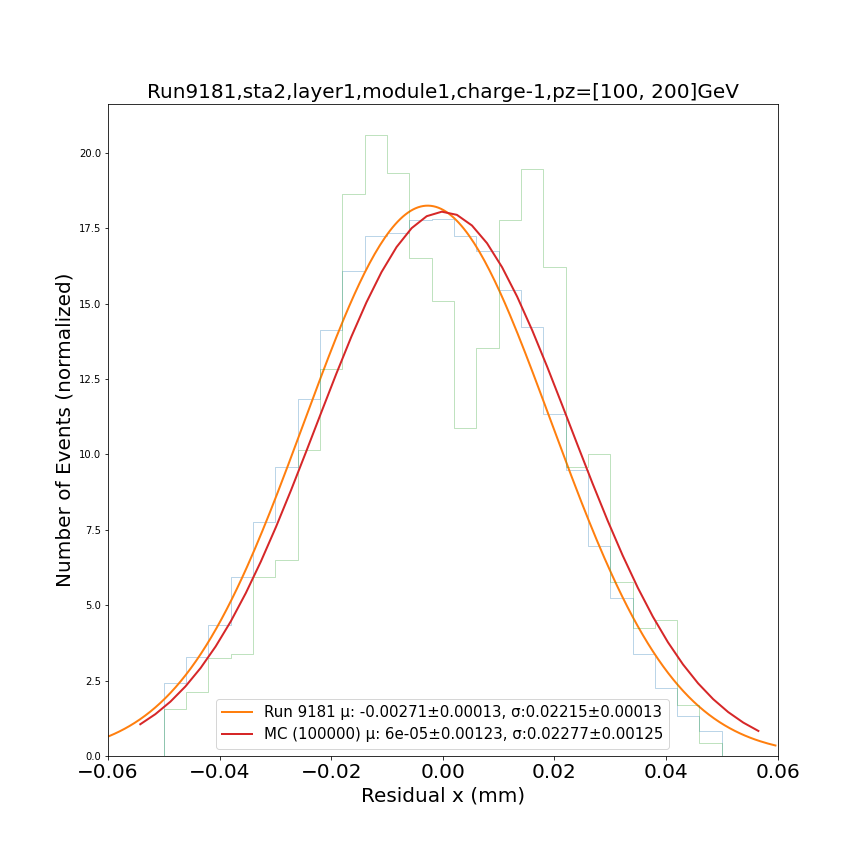 Run9181,sta2,layer1,module1,charge-1,pz=[100, 200]GeV
Number of Events (normalized)
20.0
17.5
15.0
12.5
10.0
7.5
5.0
2.5
0.0
Run 9181 μ: -0.00271±0.00013, σ:0.02215±0.00013
MC (100000) μ: 6e-05±0.00123, σ:0.02277±0.00125
−0.06 −0.04 −0.02 0.00 0.02 0.04 0.06
Residual x (mm)